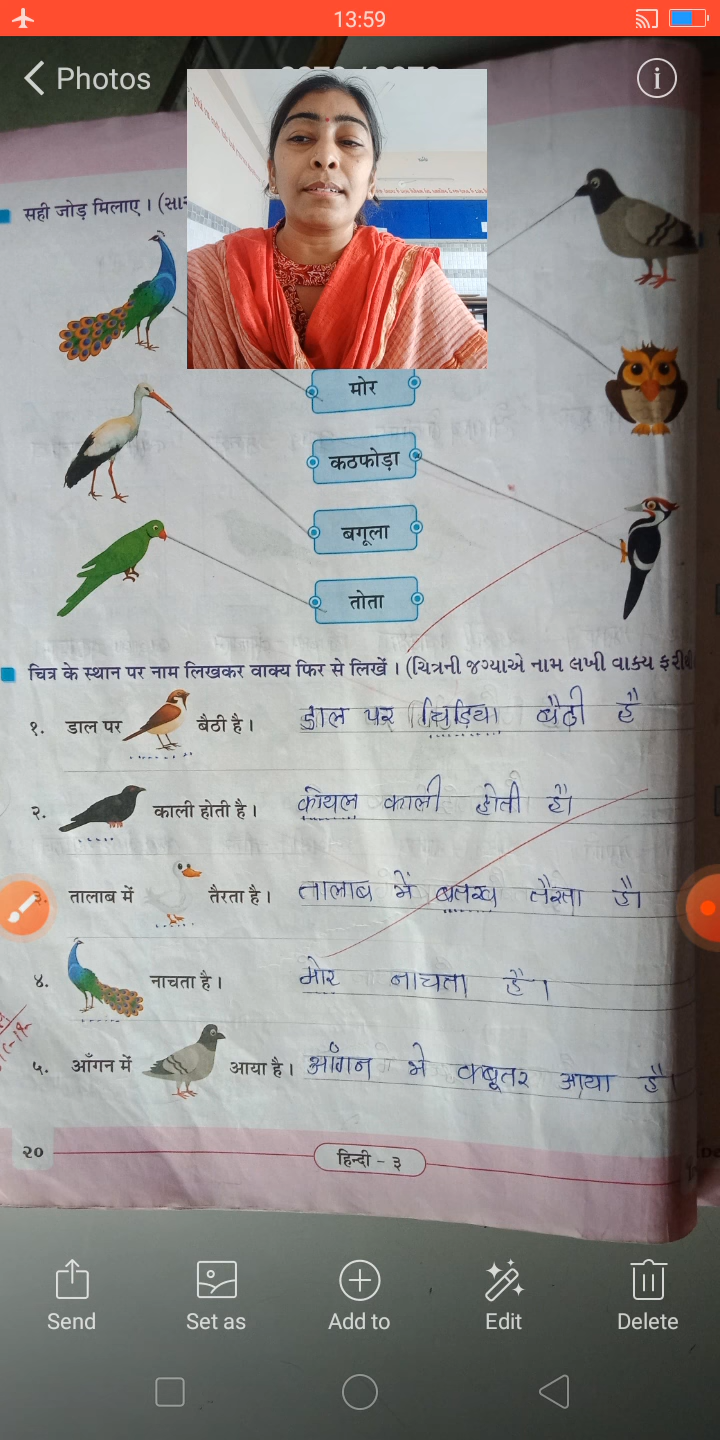 13:59
Photos
सही जोड़ मिलाए ।
मोर
कठफोड़ा
बगूला
तोता
चित्र के स्थान पर नाम लिखकर वाक्य फिर से लिखें । (ચિત્રની જગ્યાએ નામ લખી વાક્ય ફરીથી
१. डाल पर बैठी है । डाल पर चिड़िया बैठी है
२. काली होती है । कोयल काली होती है।
३. तालाब में तैरता है । तालाब में बतख तैरता है।
४. नाचता है । मोर नाचता है ।
५. आँगन में आया है । आँगन मे कबूतर आया है।
२०
हिन्दी - ३
Send Set as Add to Edit Delete